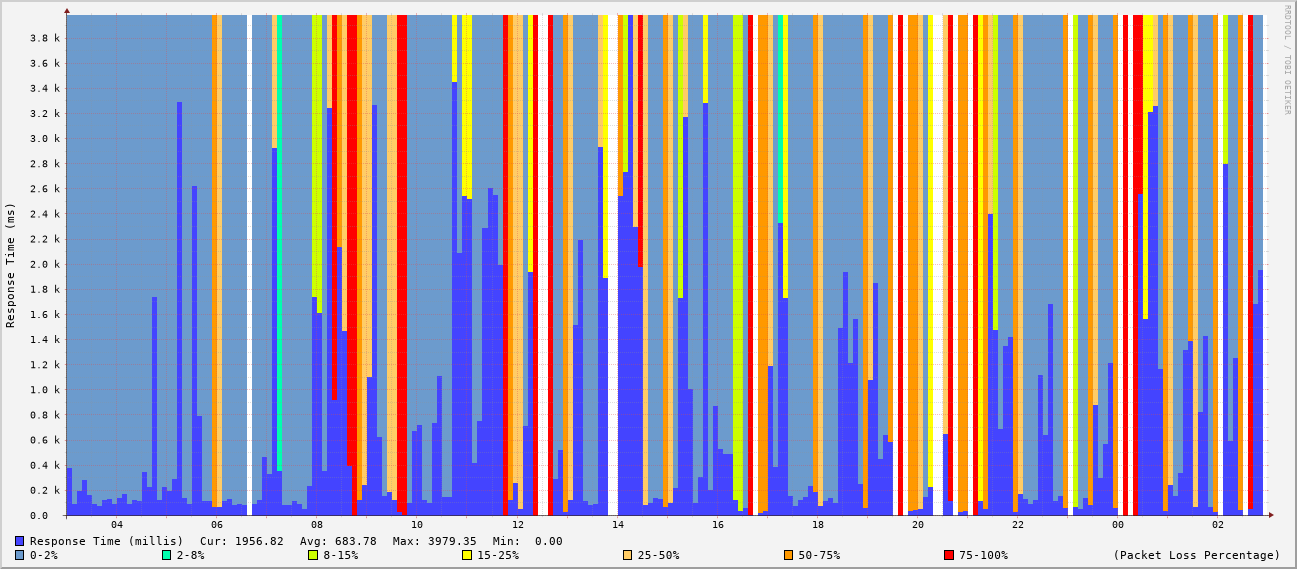 RRDTOOL / TOBI OETIKER
Response Time (ms)
3.8 k
3.6 k
3.4 k
3.2 k
3.0 k
2.8 k
2.6 k
2.4 k
2.2 k
2.0 k
1.8 k
1.6 k
1.4 k
1.2 k
1.0 k
0.8 k
0.6 k
0.4 k
0.2 k
0.0
04 06 08 10 12 14 16 18 20 22 00 02
Response Time (millis) Cur: 1956.82 Avg: 683.78 Max: 3979.35 Min: 0.00
0-2% 2-8% 8-15% 15-25% 25-50% 50-75% 75-100% (Packet Loss Percentage)